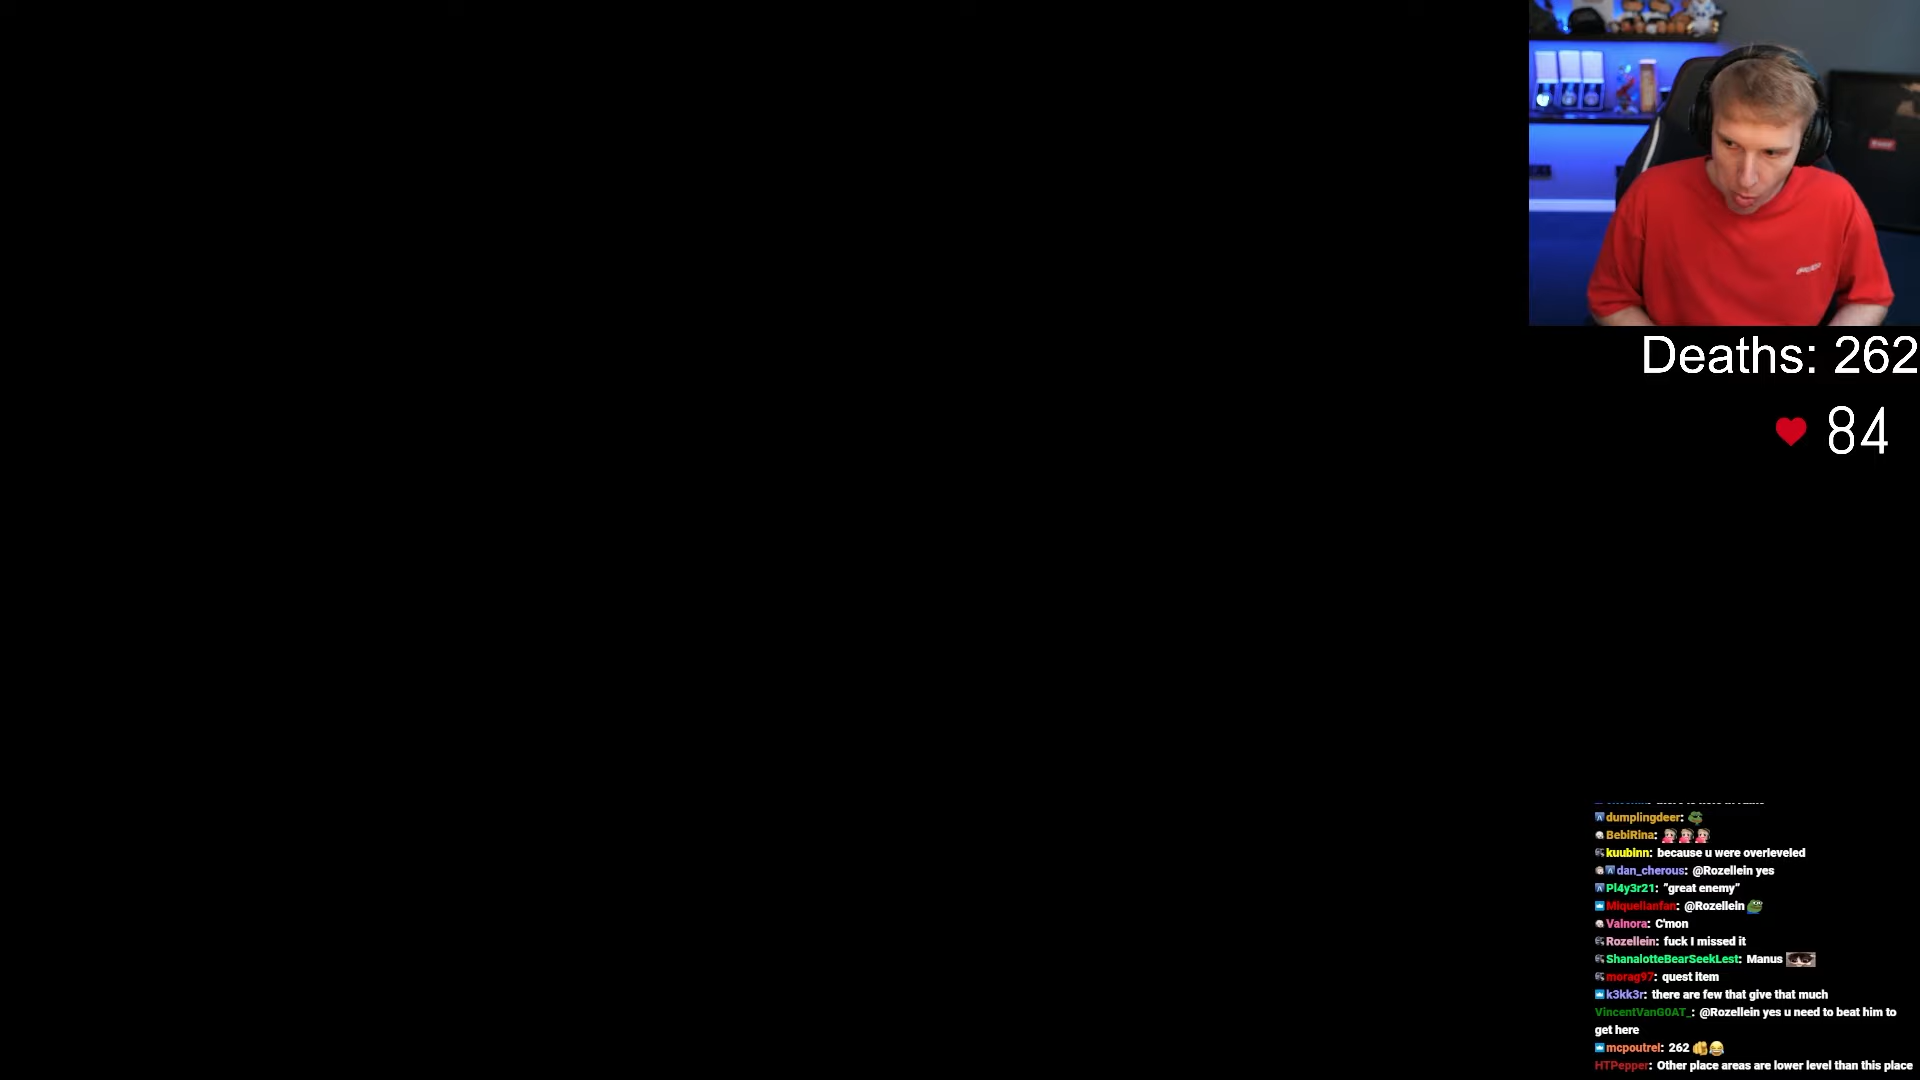 Deaths: 262
84
dumplingdeer:
BebiRina:
kuubinn: because u were overleveled
dan_cherous: @Rozellein yes
Pl4y3r21: "great enemy"
Miquellanfan: @Rozellein
Valnora: C'mon
Rozellein: fuck I missed it
ShanalotteBearSeekLest: Manus
morag97: quest item
k3kk3r: there are few that give that much
VincentVanG0AT_: @Rozellein yes u need to beat him to
get here
mcpoutrel: 262
HTPepper: Other place areas are lower level than this place